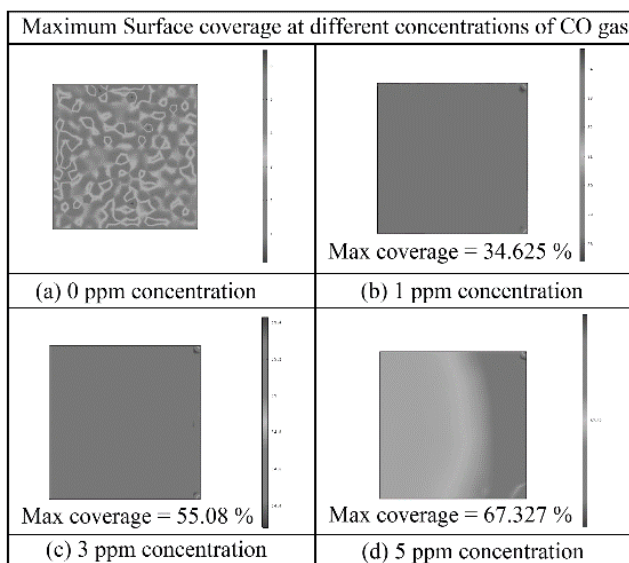 Maximum Surface coverage at different concentrations of CO gas
Max coverage = 34.625 %
(a) 0 ppm concentration
(b) 1 ppm concentration
Max coverage = 55.08 %
Max coverage = 67.327 %
(c) 3 ppm concentration
(d) 5 ppm concentration